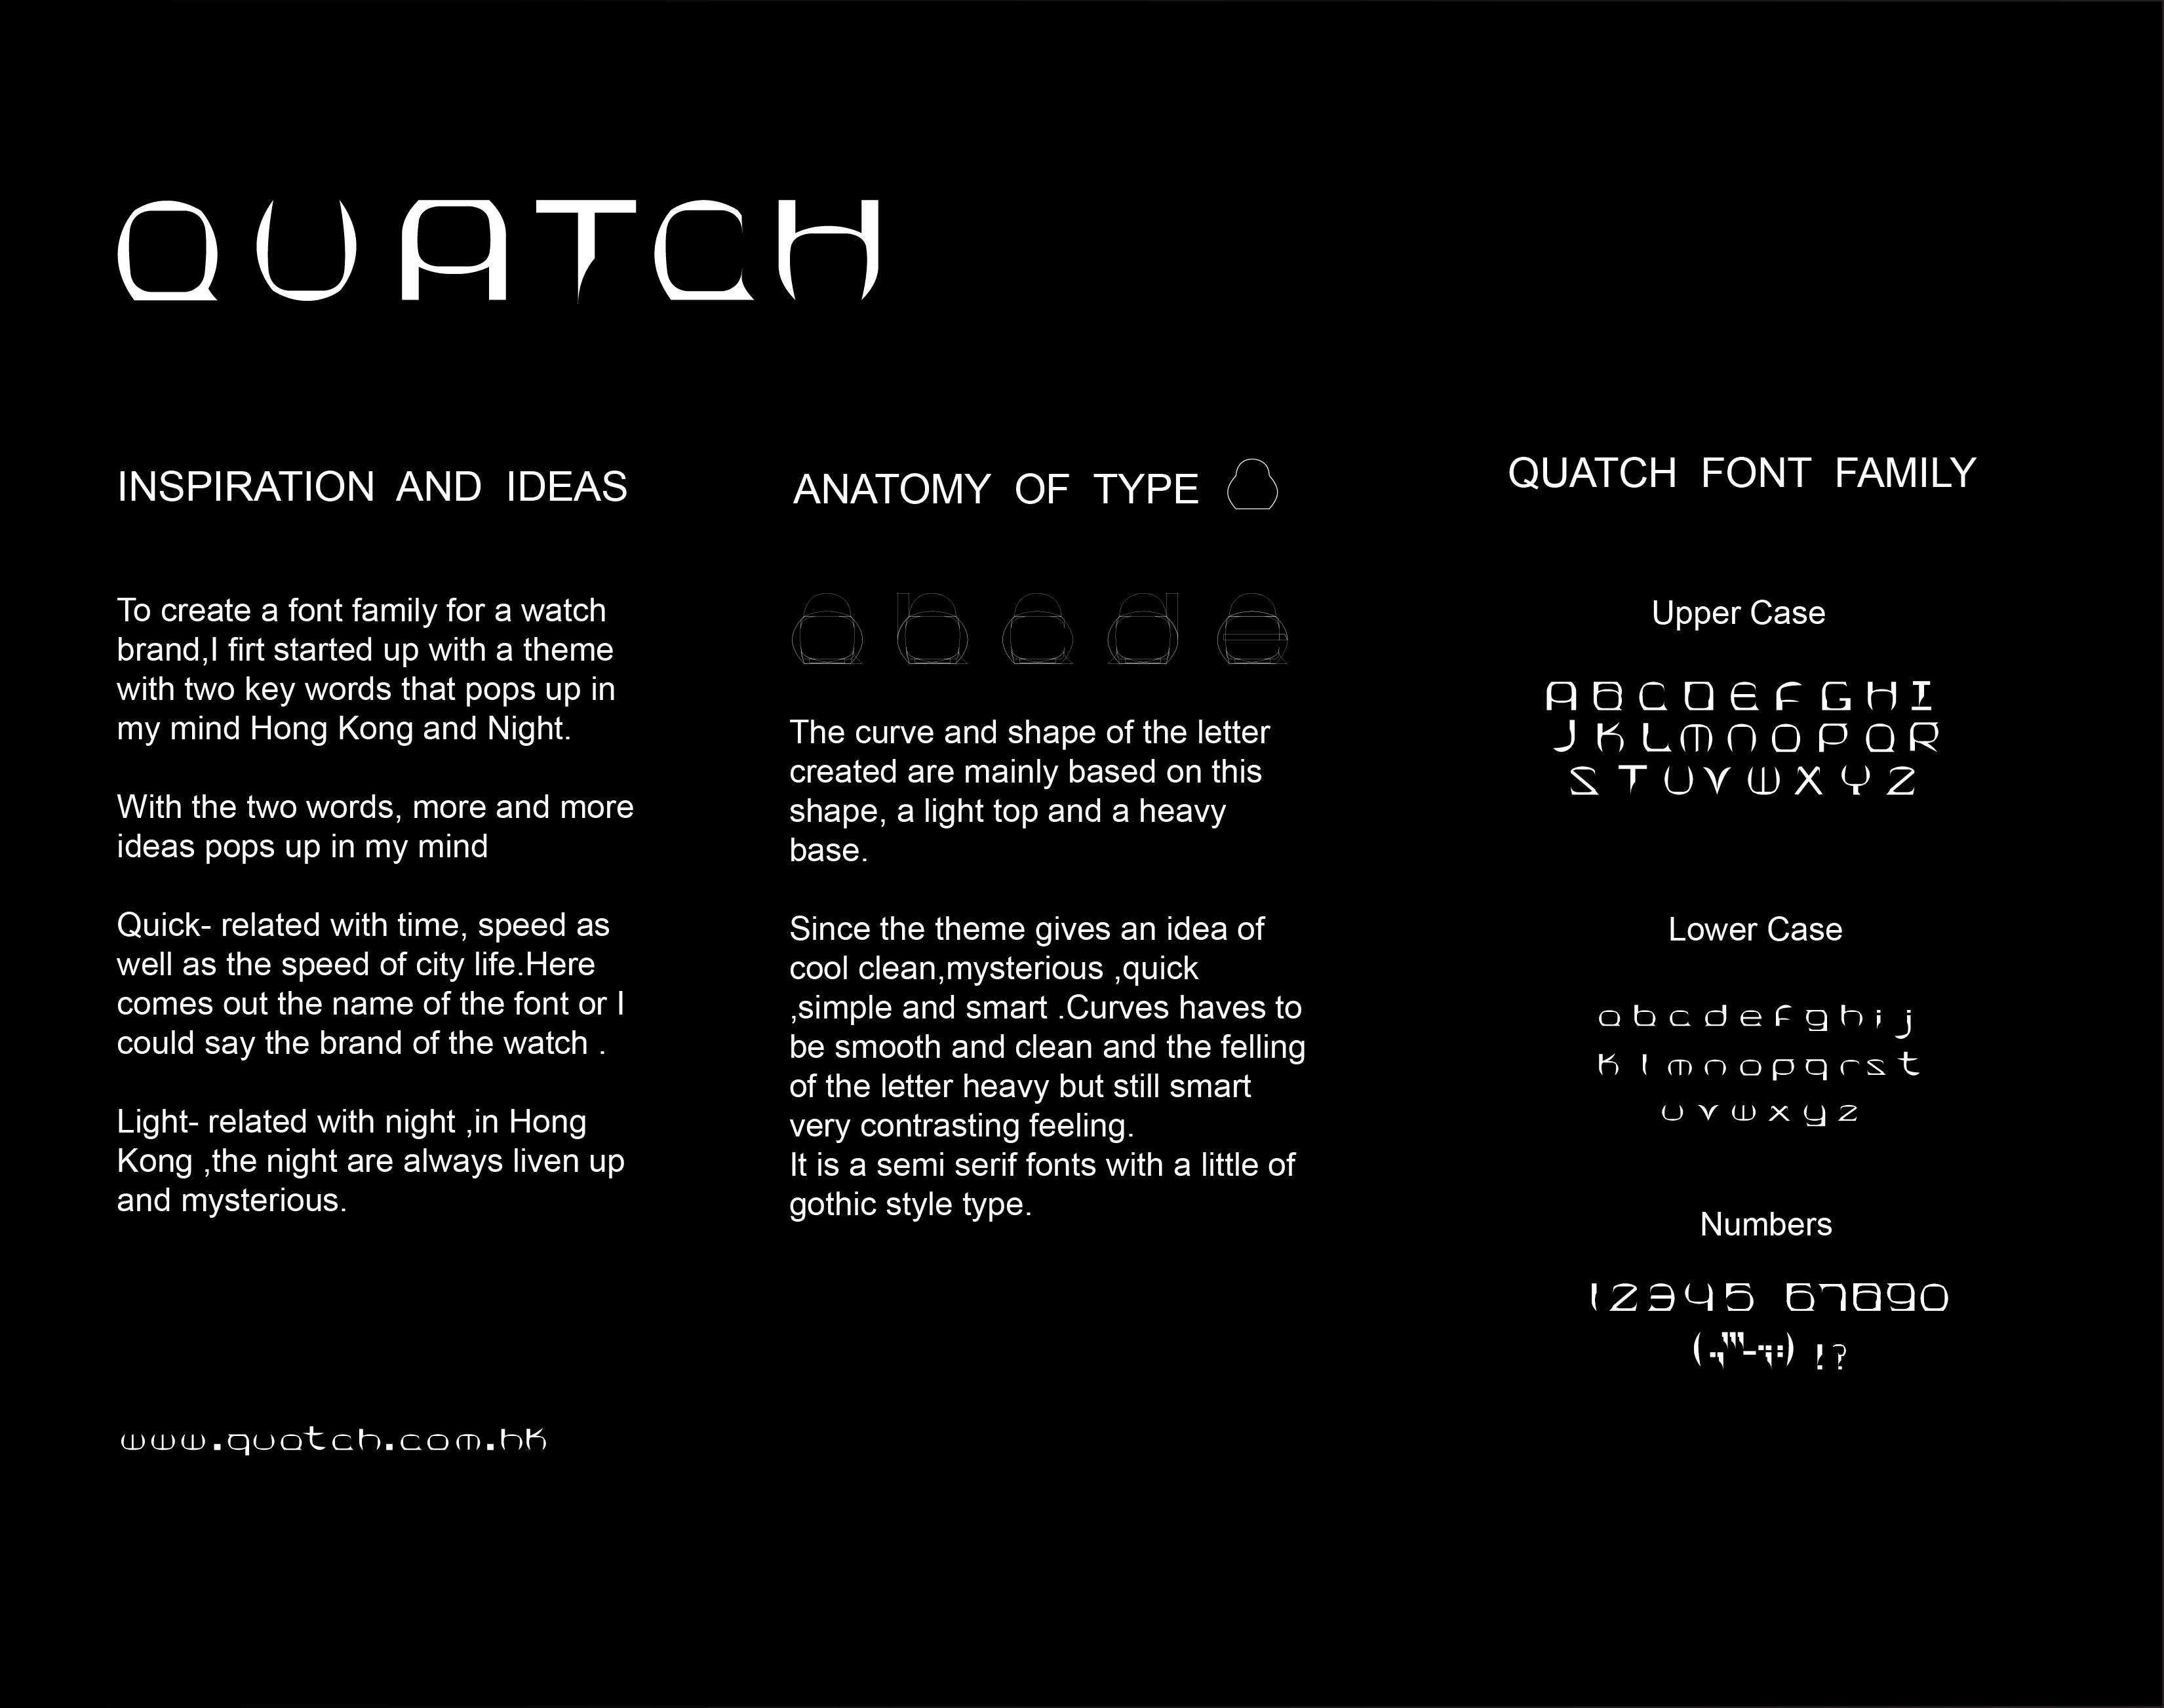 QUATCH
INSPIRATION AND IDEAS
To create a font family for a watch
brand,I firt started up with a theme
with two key words that pops up in
my mind Hong Kong and Night.
With the two words, more and more
ideas pops up in my mind
Quick- related with time, speed as
well as the speed of city life.Here
comes out the name of the font or I
could say the brand of the watch .
Light- related with night ,in Hong
Kong ,the night are always liven up
and mysterious.
www.quatch.com.hk
ANATOMY OF TYPE
a b c d e
The curve and shape of the letter
created are mainly based on this
shape, a light top and a heavy
base.
Since the theme gives an idea of
cool clean,mysterious ,quick
,simple and smart .Curves haves to
be smooth and clean and the felling
of the letter heavy but still smart
very contrasting feeling.
It is a semi serif fonts with a little of
gothic style type.
QUATCH FONT FAMILY
Upper Case
A B C D E F G H I
J K L M N O P Q R
S T U V W X Y Z
Lower Case
a b c d e f g h i j
k l m n o p q r s t
u v w x y z
Numbers
12345 67890
(.,'"-;:) !?